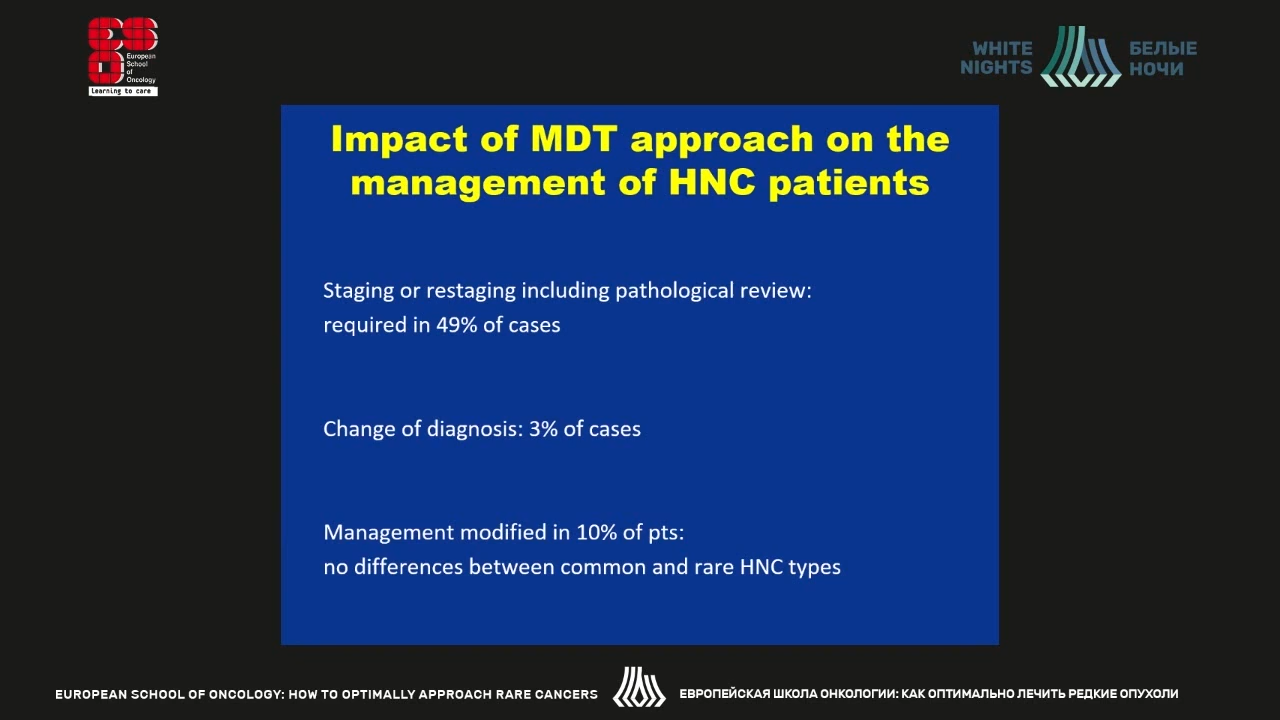 European
School
of
Oncology
Learning to care
WHITE
NIGHTS
БЕЛЫЕ
НОЧИ
Impact of MDT approach on the
management of HNC patients
Staging or restaging including pathological review:
required in 49% of cases
Change of diagnosis: 3% of cases
Management modified in 10% of pts:
no differences between common and rare HNC types
EUROPEAN SCHOOL OF ONCOLOGY: HOW TO OPTIMALLY APPROACH RARE CANCERS
ЕВРОПЕЙСКАЯ ШКОЛА ОНКОЛОГИИ: КАК ОПТИМАЛЬНО ЛЕЧИТЬ РЕДКИЕ ОПУХОЛИ